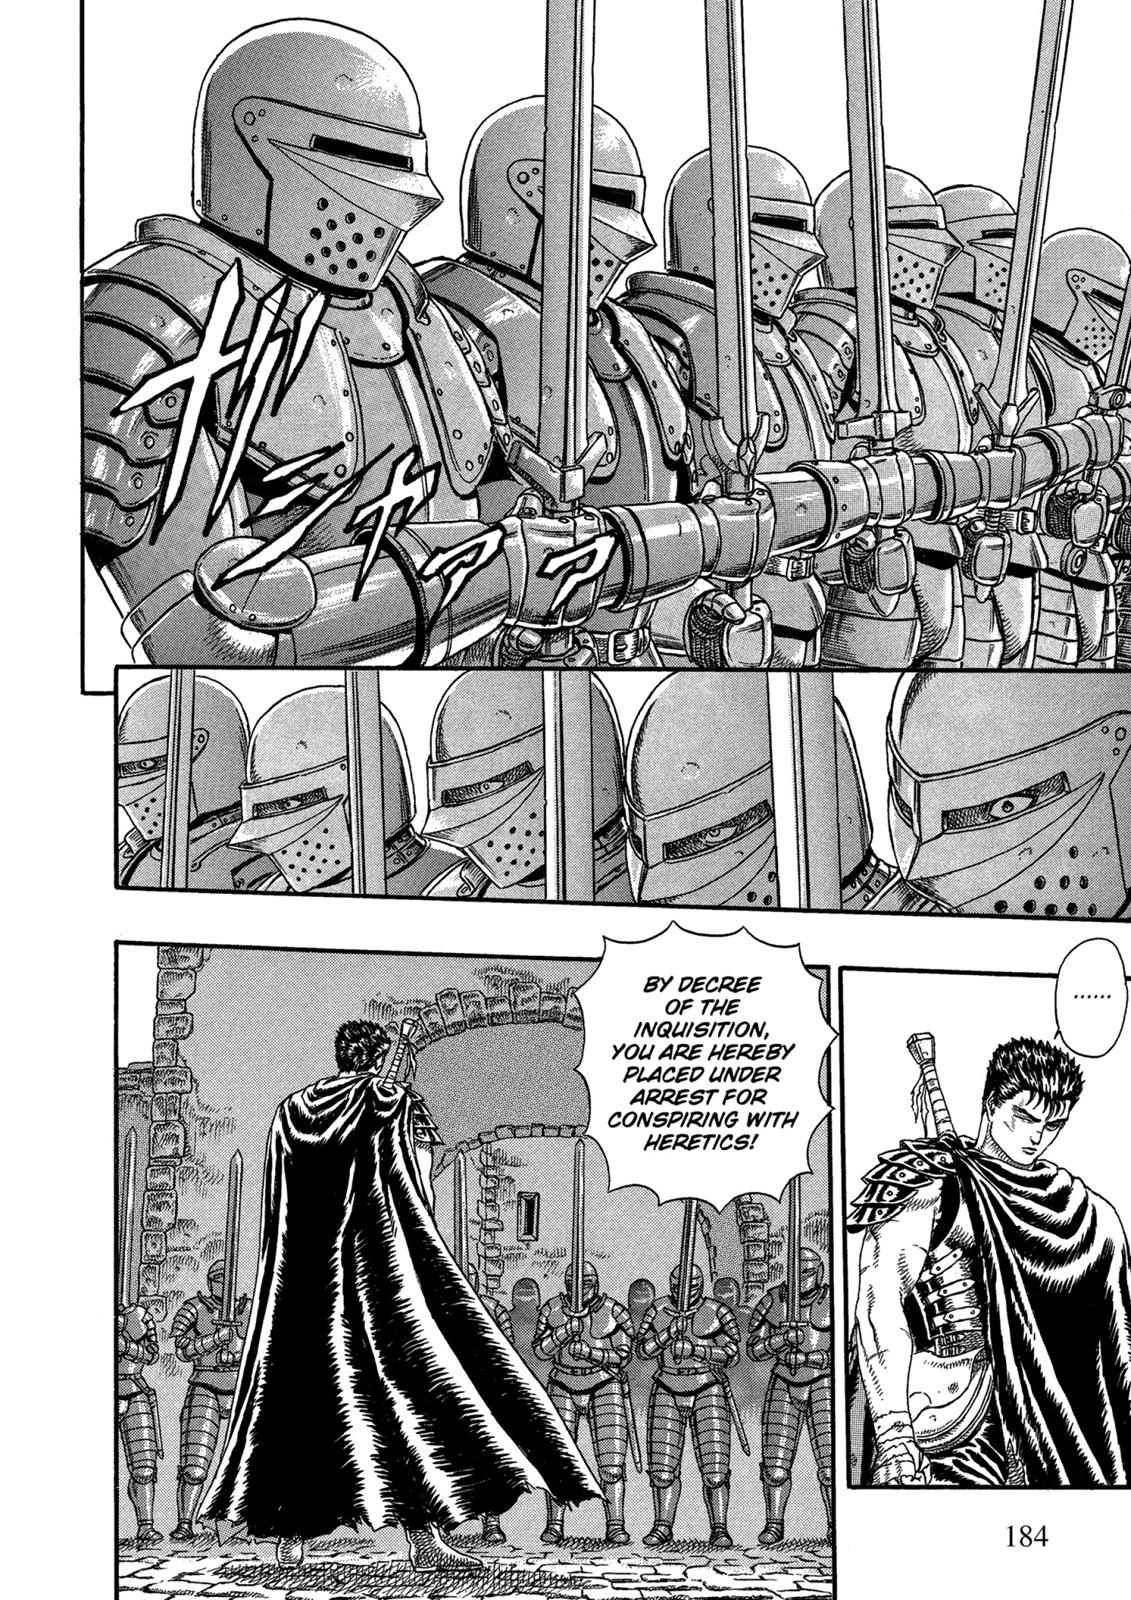 ガシャァァ
......
BY DECREE
OF THE
INQUISITION,
YOU ARE HEREBY
PLACED UNDER
ARREST FOR
CONSPIRING WITH
HERETICS!
184